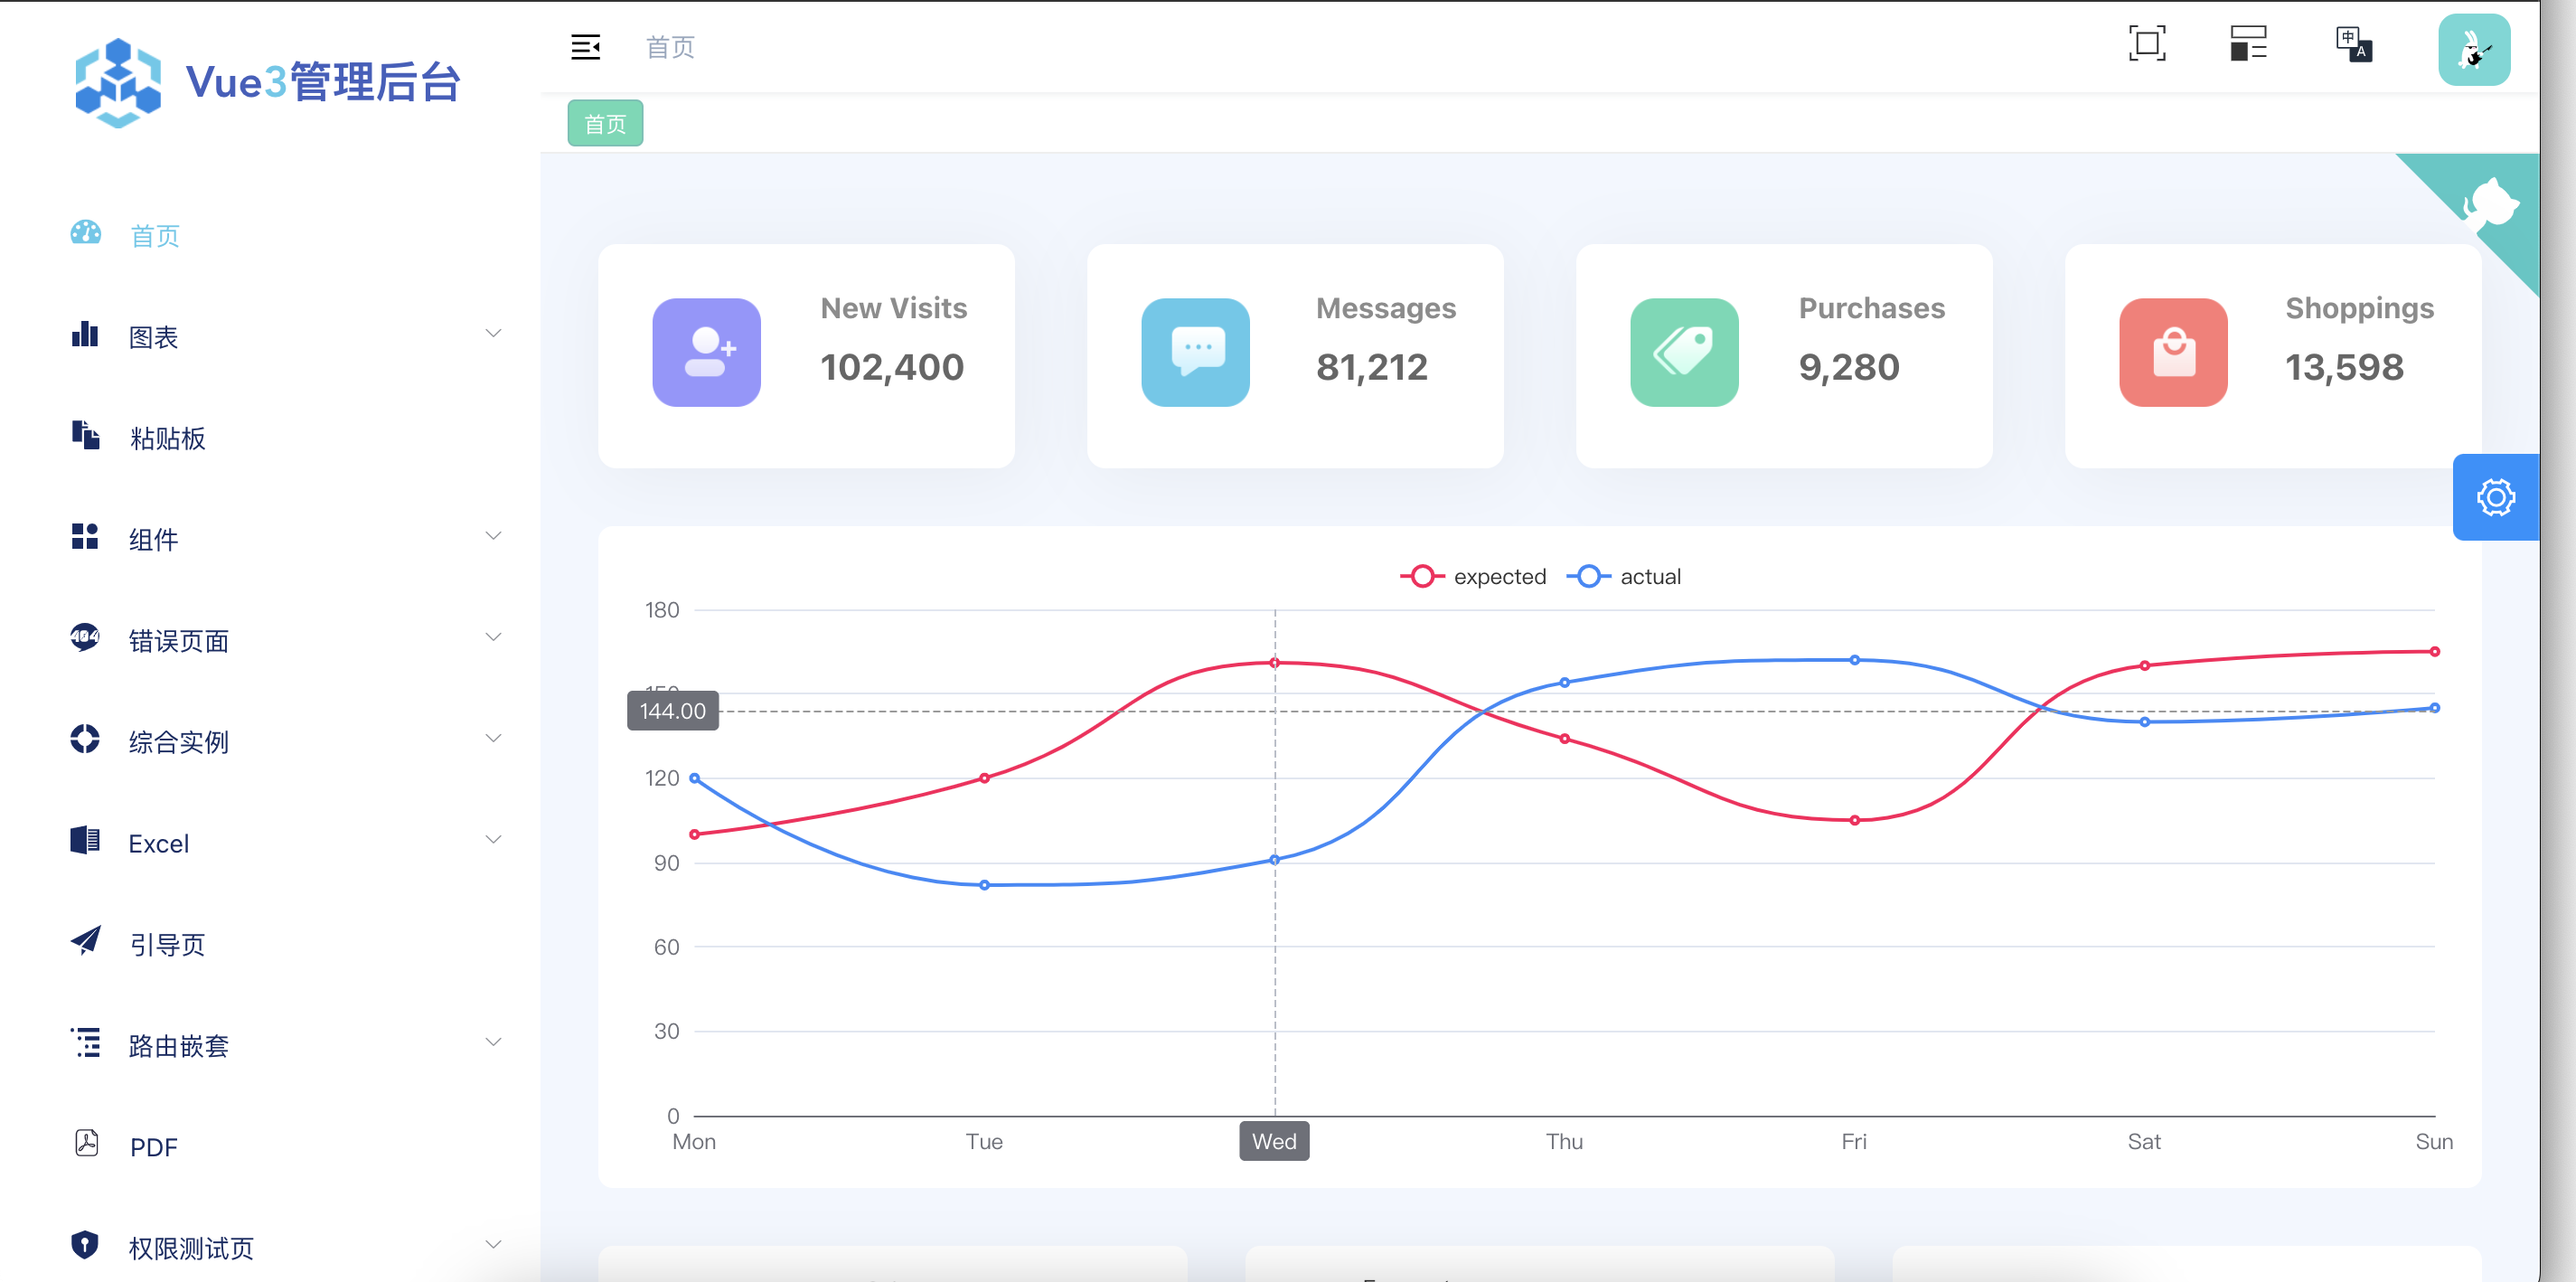 Vue3管理后台
首页
图表
粘贴板
组件
404
错误页面
综合实例
Excel
引导页
路由嵌套
PDF
权限测试页
首页
中
A
首页
New Visits
102,400
Messages
81,212
Purchases
9,280
Shoppings
13,598
expected
actual
180
150
144.00
120
90
60
30
0
Mon
Tue
Wed
Thu
Fri
Sat
Sun